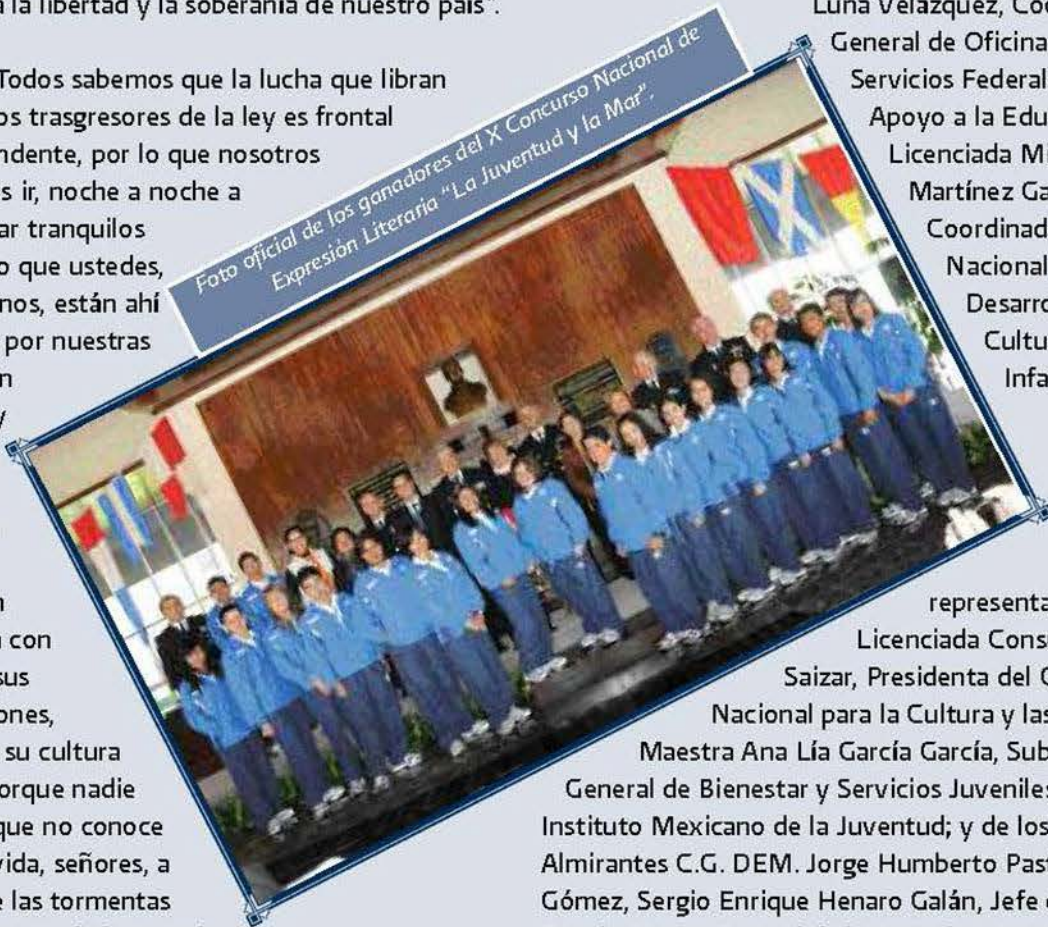 a la libertad y la soberanía de nuestro país".
Todos sabemos que la lucha que libran
os trasgresores de la ley es frontal
ndente, por lo que nosotros
s ir, noche a noche a
ar tranquilos
o que ustedes,
nos, están ahí
por nuestras
n
y
n
con
sus
ones,
su cultura
orque nadie
que no conoce
vida, señores, a
e las tormentas
Foto oficial de los ganadores del X Concurso Nacional de
Expresión Literaria "La Juventud y la Mar".
Luna Velázquez, Coo
General de Oficina
Servicios Federal
Apoyo a la Edu
Licenciada Mi
Martínez Ga
Coordinad
Nacional
Desarro
Cultu
Infa
representa
Licenciada Cons
Saizar, Presidenta del C
Nacional para la Cultura y las
Maestra Ana Lía García García, Sub
General de Bienestar y Servicios Juveniles
Instituto Mexicano de la Juventud; y de los
Almirantes C.G. DEM. Jorge Humberto Past
Gómez, Sergio Enrique Henaro Galán, Jefe